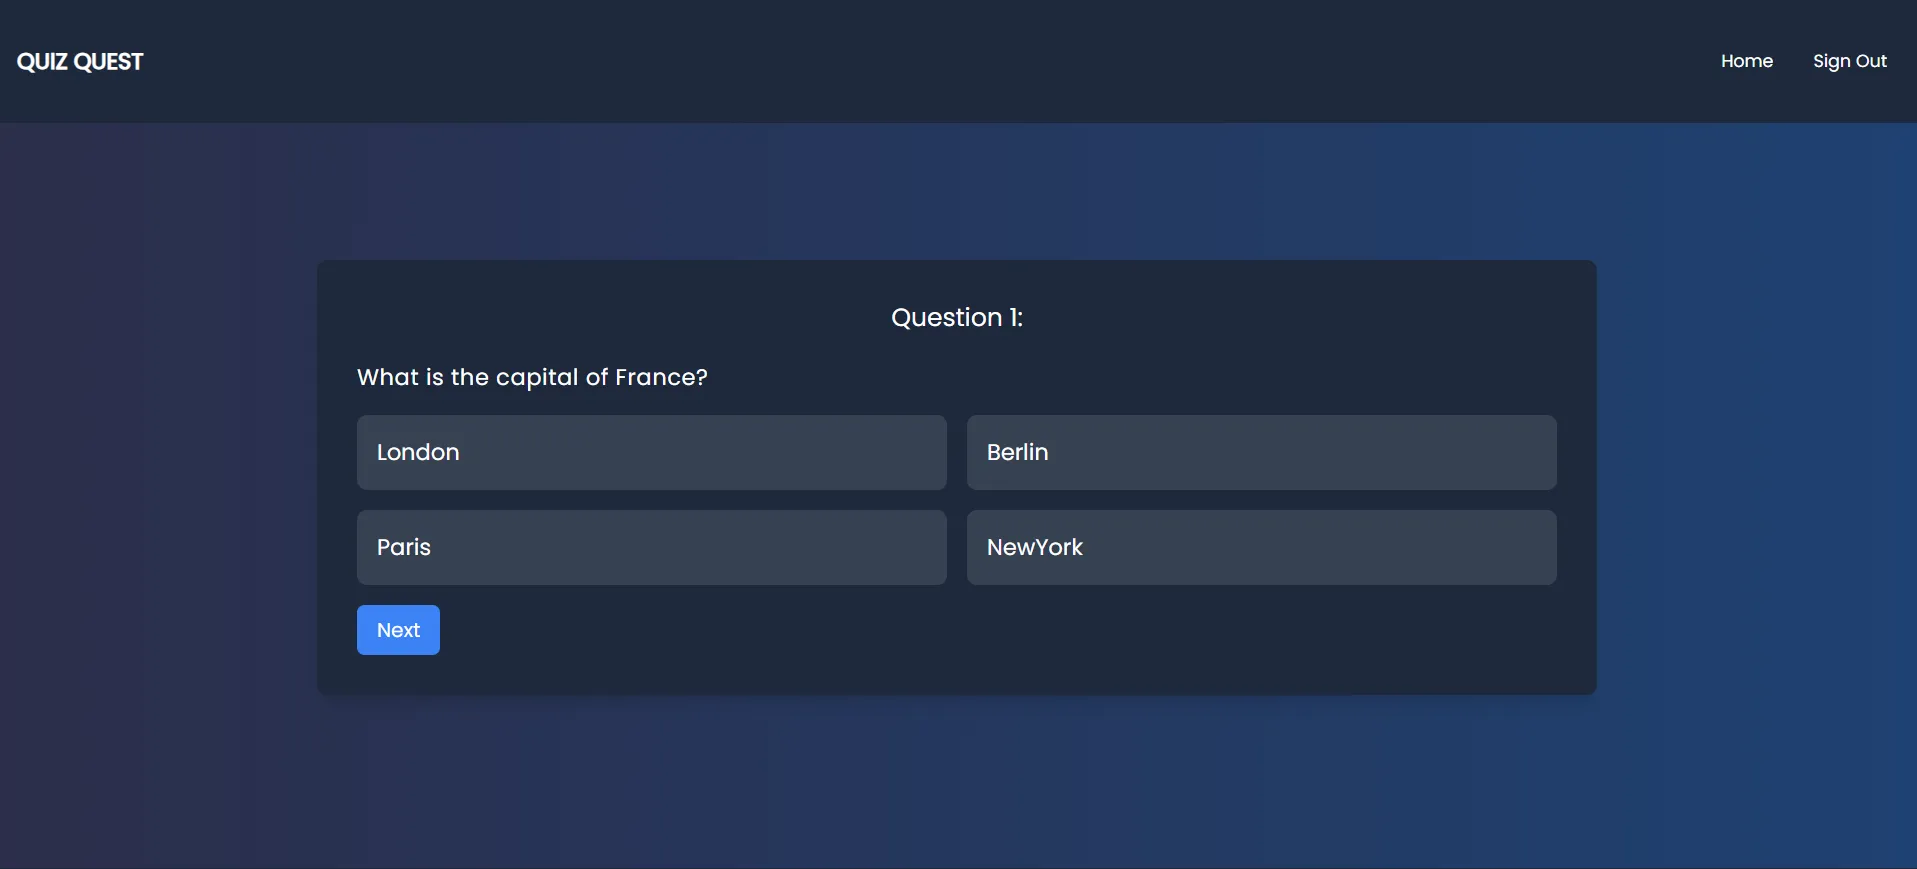 QUIZ QUEST
Home
Sign Out
Question 1:
What is the capital of France?
London
Berlin
Paris
NewYork
Next